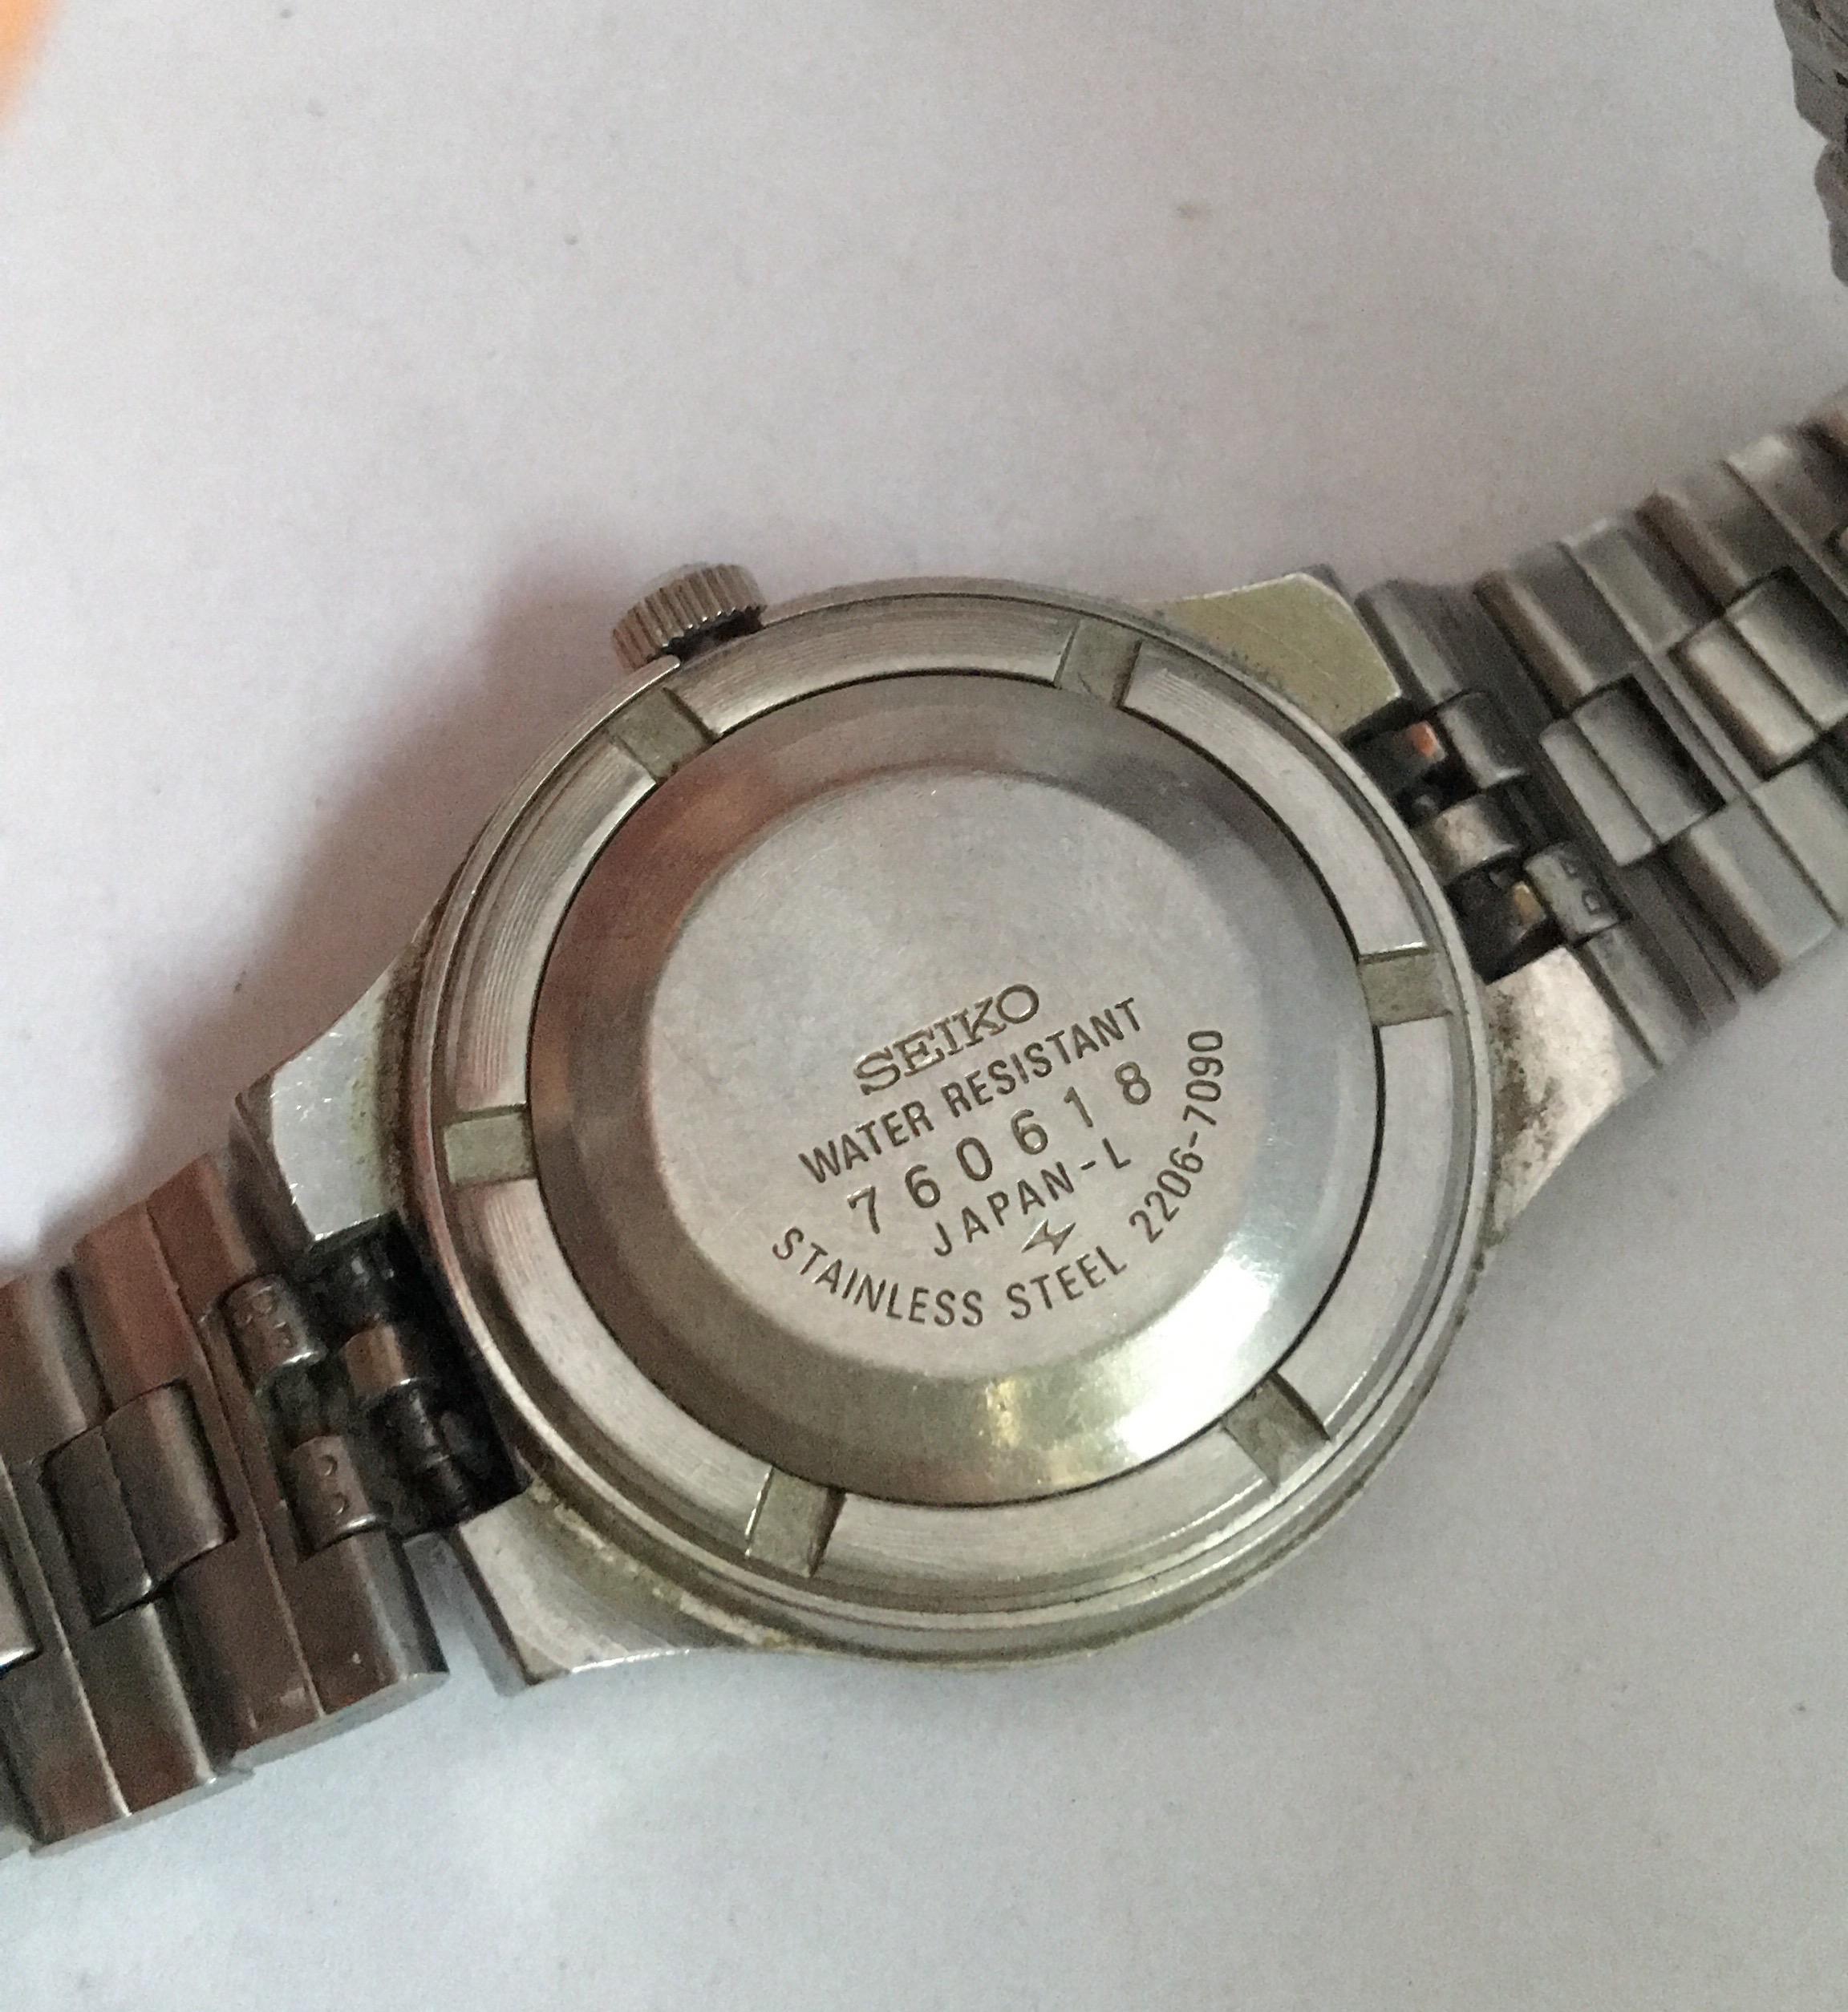 SEIKO
WATER RESISTANT
760618
JAPAN-L
STAINLESS STEEL 2206-7090